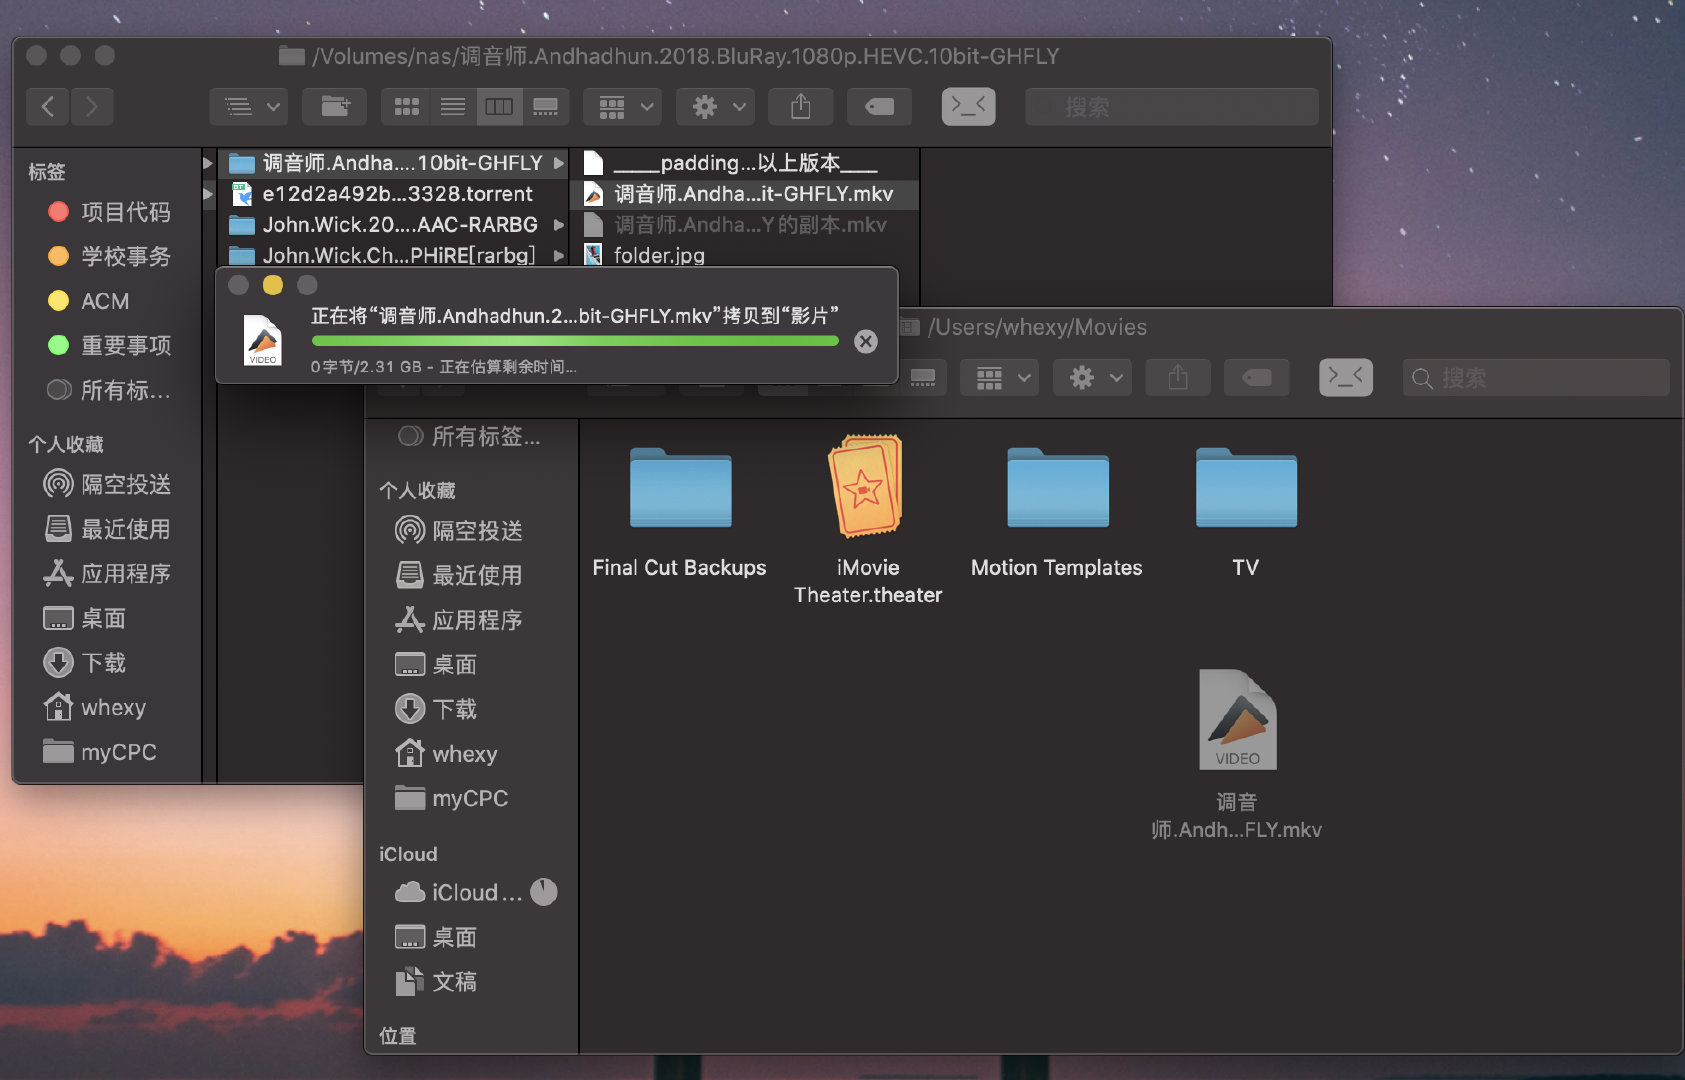 /Volumes/nas/调音师.Andhadhun.2018.BluRay.1080p.HEVC.10bit-GHFLY
搜索
标签
项目代码
学校事务
ACM
重要事项
所有标…
个人收藏
隔空投送
最近使用
应用程序
桌面
下载
whexy
myCPC
调音师.Andha....10bit-GHFLY
e12d2a492b...3328.torrent
John.Wick.20....AAC-RARBG
John.Wick.Ch...PHiRE[rarbg]
_____padding...以上版本____
调音师.Andha...it-GHFLY.mkv
调音师.Andha...Y的副本.mkv
folder.jpg
正在将“调音师.Andhadhun.2...bit-GHFLY.mkv”拷贝到“影片”
VIDEO
0字节/2.31 GB - 正在估算剩余时间...
/Users/whexy/Movies
搜索
所有标签...
个人收藏
隔空投送
最近使用
应用程序
桌面
下载
whexy
myCPC
iCloud
iCloud ...
桌面
文稿
位置
Final Cut Backups
iMovie
Theater.theater
Motion Templates
TV
VIDEO
调音
师.Andh...FLY.mkv